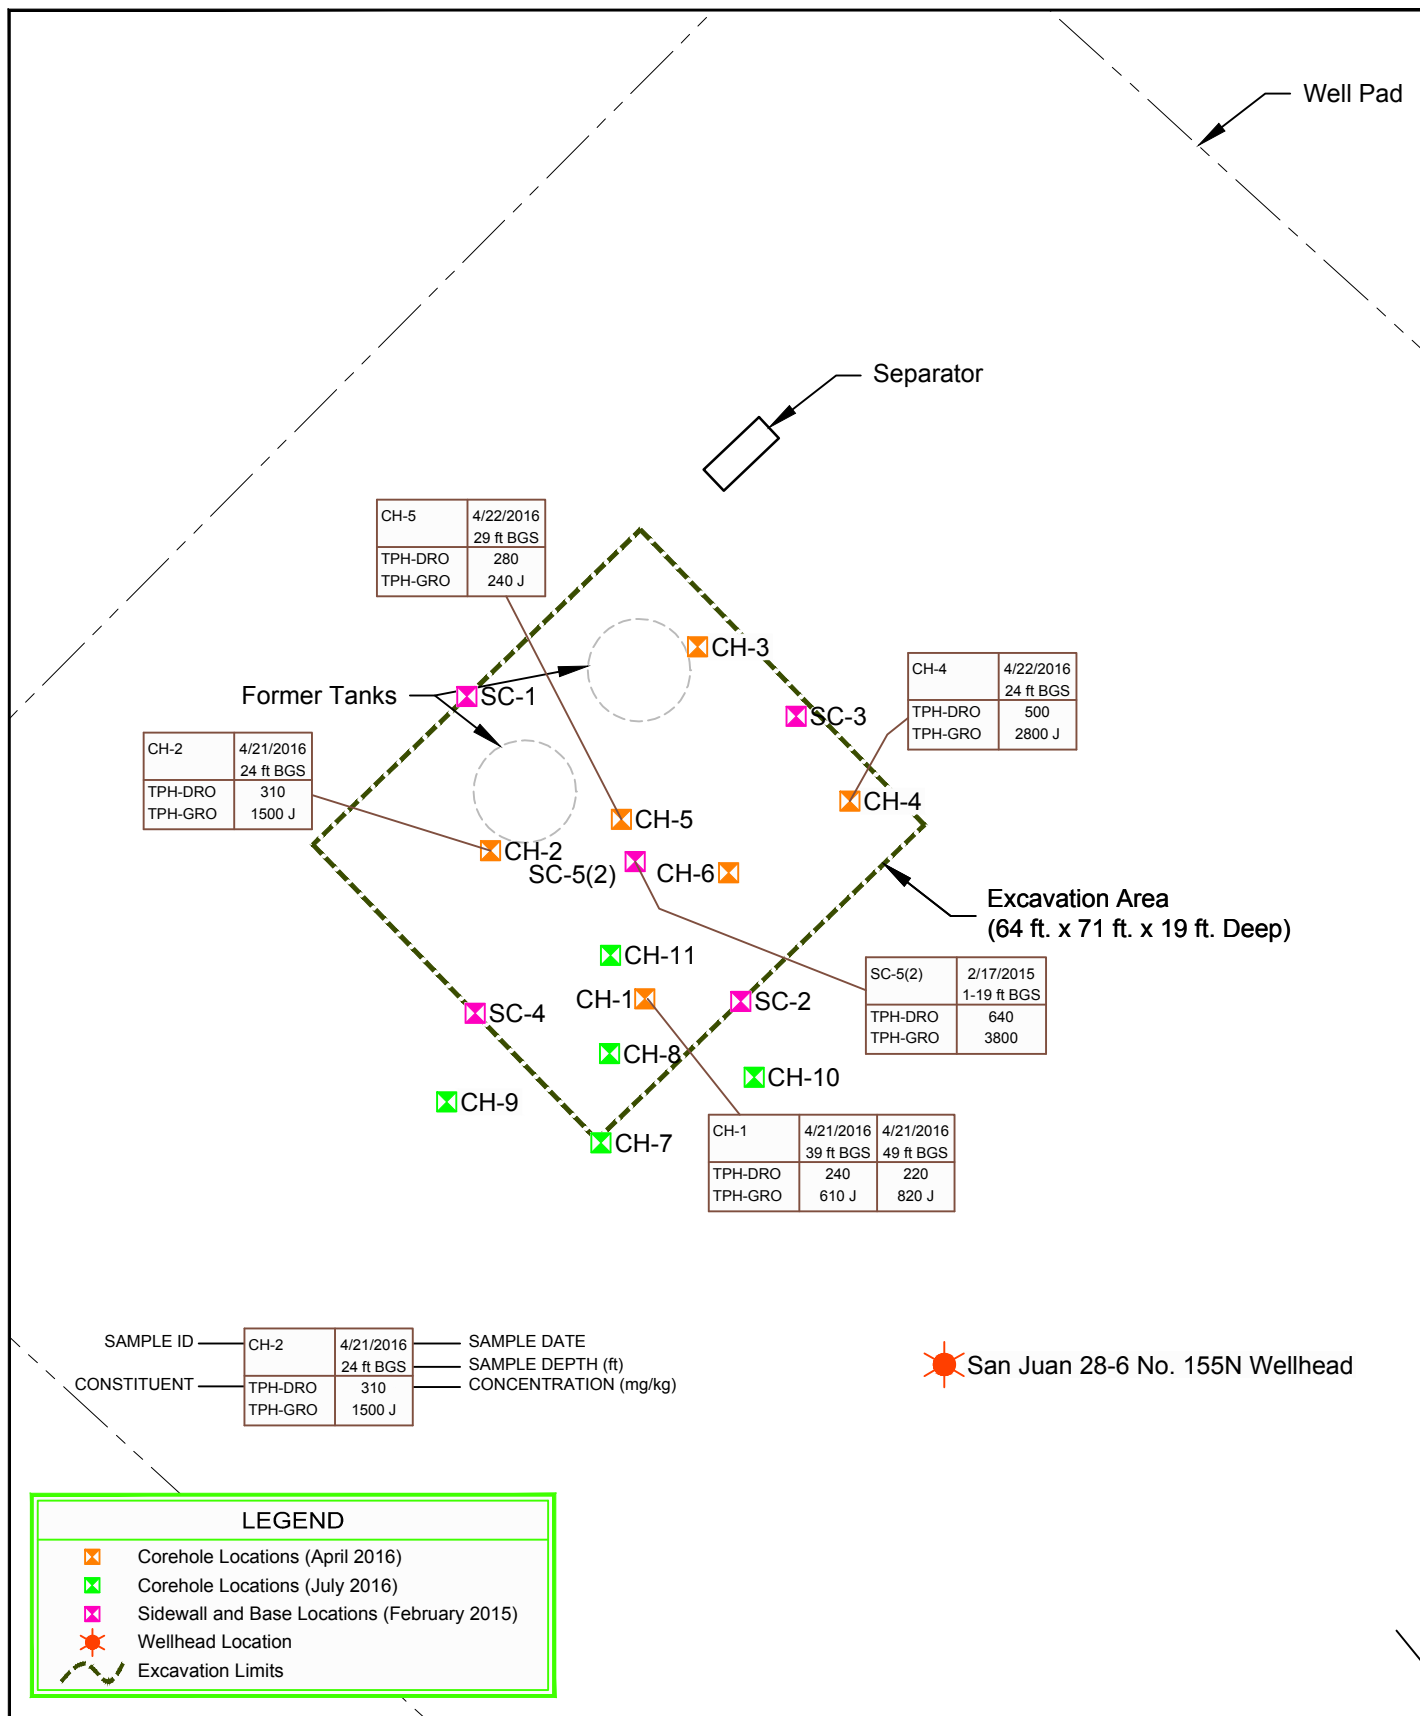 Well Pad
Separator
CH-5 4/22/2016
29 ft BGS
TPH-DRO 280
TPH-GRO 240 J
CH-3
CH-4 4/22/2016
24 ft BGS
TPH-DRO 500
TPH-GRO 2800 J
Former Tanks
SC-1
SC-3
CH-2 4/21/2016
24 ft BGS
TPH-DRO 310
TPH-GRO 1500 J
CH-4
CH-5
CH-2
SC-5(2)
CH-6
Excavation Area
(64 ft. x 71 ft. x 19 ft. Deep)
CH-11
SC-5(2) 2/17/2015
1-19 ft BGS
TPH-DRO 640
TPH-GRO 3800
CH-1
SC-2
SC-4
CH-8
CH-10
CH-9
CH-7
CH-1 4/21/2016 4/21/2016
39 ft BGS 49 ft BGS
TPH-DRO 240 220
TPH-GRO 610 J 820 J
SAMPLE ID CH-2 4/21/2016 SAMPLE DATE
24 ft BGS SAMPLE DEPTH (ft)
CONSTITUENT TPH-DRO 310 CONCENTRATION (mg/kg)
TPH-GRO 1500 J
San Juan 28-6 No. 155N Wellhead
LEGEND
Corehole Locations (April 2016)
Corehole Locations (July 2016)
Sidewall and Base Locations (February 2015)
Wellhead Location
Excavation Limits